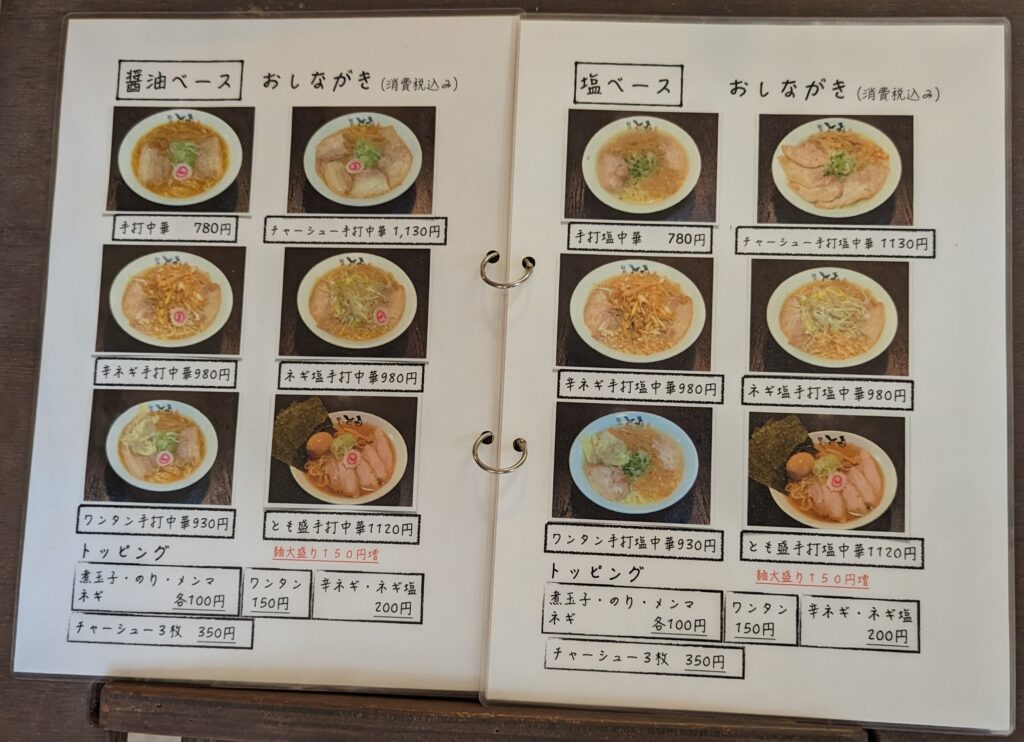 醤油ベース おしながき (消費税込み)
手打中華 780円
チャーシュー手打中華 1,130円
辛ネギ手打中華980円
ネギ塩手打中華980円
ワンタン手打中華930円
とも盛手打中華1120円
トッピング
麺大盛り150円増
煮玉子・のり・メンマ
ネギ 各100円
ワンタン
150円
辛ネギ・ネギ塩
200円
チャーシュー3枚 350円
塩ベース おしながき (消費税込み)
手打塩中華 780円
チャーシュー手打塩中華 1130円
辛ネギ手打塩中華980円
ネギ塩手打塩中華980円
ワンタン手打塩中華930円
とも盛手打塩中華1120円
トッピング
麺大盛り150円増
煮玉子・のり・メンマ
ネギ 各100円
ワンタン
150円
辛ネギ・ネギ塩
200円
チャーシュー3枚 350円